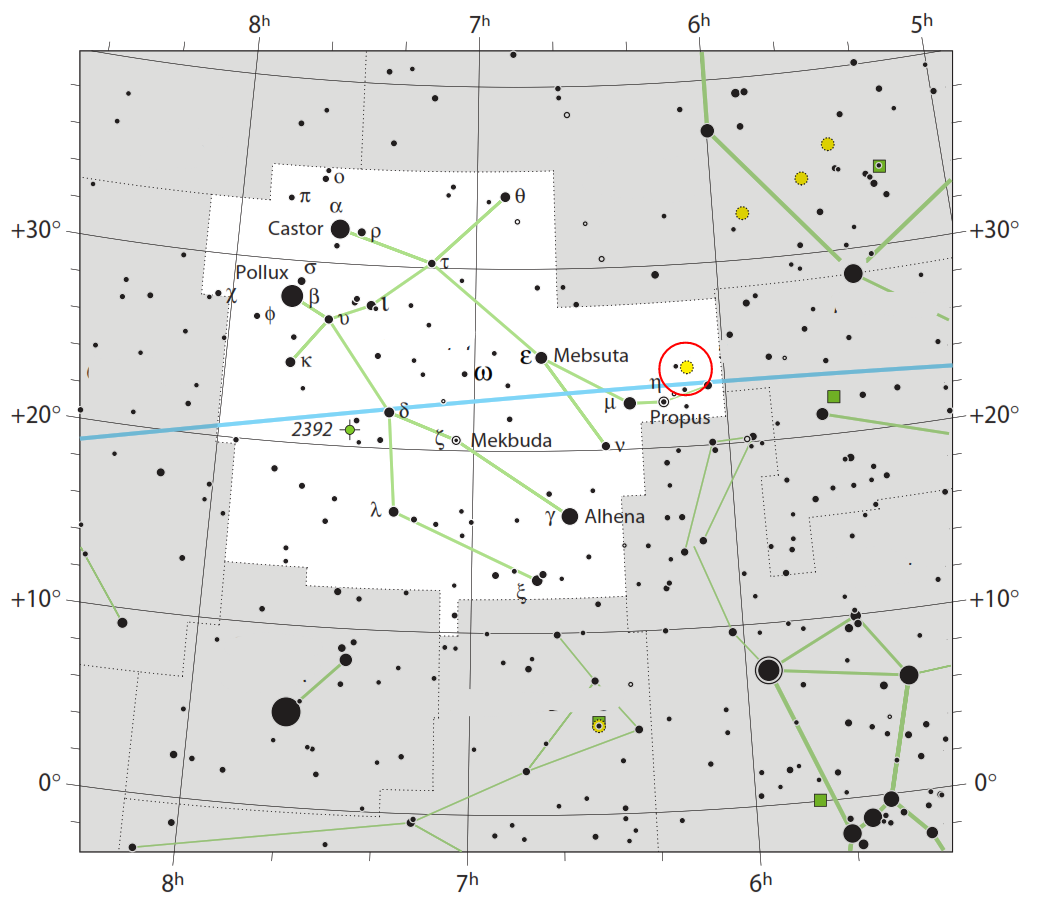 8h 7h 6h 5h
ο
π
θ
α
Castor ρ
+30° +30°
τ
Pollux σ
χ β
ι
ϕ υ
ε Mebsuta
κ
ω
η
μ
Propus
δ
+20° +20°
2392
ζ Mekbuda
ν
λ
γ Alhena
ξ
+10° +10°
0° 0°
8h 7h 6h